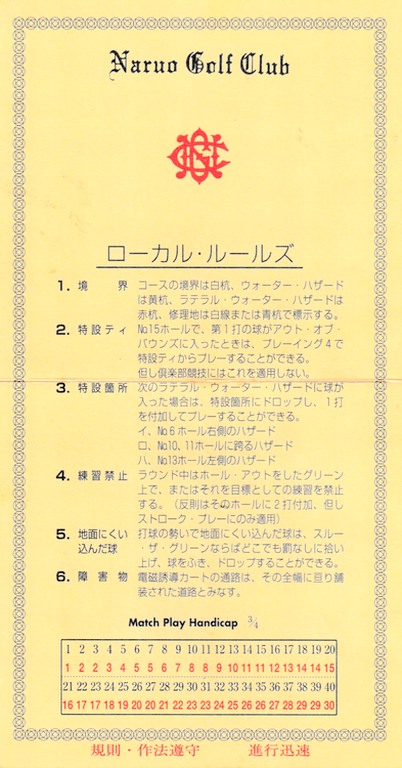 Naruo Golf Club
NGC
ローカル・ルールズ
1. 境界 コースの境界は白杭、ウォーター・ハザード
は黄杭、ラテラル・ウォーター・ハザードは
赤杭、修理地は白線または青杭で標示する。
2. 特設ティ No.15ホールで、第1打の球がアウト・オブ・
バウンズに入ったときは、プレーイング4で
特設ティからプレーすることができる。
但し倶楽部競技にはこれを適用しない。
3. 特設箇所 次のラテラル・ウォーター・ハザードに球が
入った場合は、特設箇所にドロップし、1打
を付加してプレーすることができる。
イ、No.6ホール右側のハザード
ロ、No.10、11ホールに跨るハザード
ハ、No.13ホール左側のハザード
4. 練習禁止 ラウンド中はホール・アウトをしたグリーン
上で、またはそれを目標としての練習を禁止
する。（反則はそのホールに2打付加、但し
ストローク・プレーにのみ適用）
5. 地面にくい 打球の勢いで地面にくい込んだ球は、スルー
込んだ球 ・ザ・グリーンならばどこでも罰なしに拾い
上げ、球をふき、ドロップすることができる。
6. 障害物 電磁誘導カートの通路は、その全幅に亘り舗
装された道路とみなす。
Match Play Handicap 3/4
1 2 3 4 5 6 7 8 9 10 11 12 13 14 15 16 17 18 19 20
1 2 2 3 4 5 5 6 7 8 8 9 10 11 11 12 13 14 14 15
21 22 23 24 25 26 27 28 29 30 31 32 33 34 35 36 37 38 39 40
16 17 17 18 19 20 20 21 22 23 23 24 25 26 26 27 28 29 29 30
規則・作法遵守 進行迅速